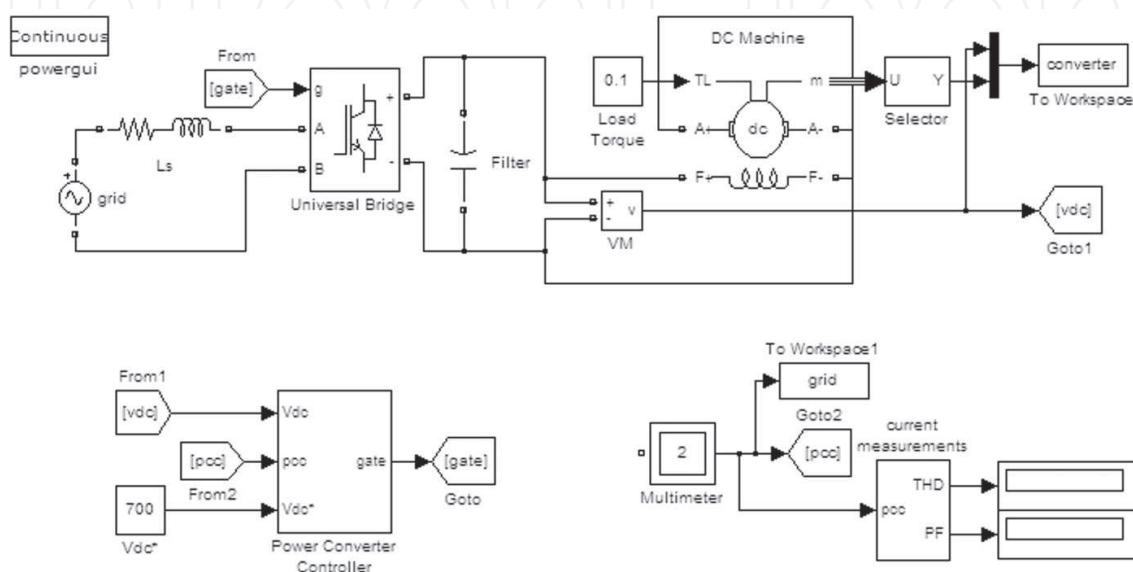 Continuous
powergui
From
[gate]
g
A
B
+
-
Universal Bridge
Ls
+
grid
Filter
DC Machine
0.1
Load
Torque
TL
m
A+
dc
A-
F+
F-
+
-
v
VM
U
Y
Selector
converter
To Workspace
[vdc]
Goto1
From1
[vdc]
[pcc]
From2
700
Vdc*
Vdc
pcc
Vdc*
gate
Power Converter
Controller
[gate]
Goto
To Workspace1
grid
Goto2
[pcc]
2
Multimeter
current
measurements
pcc
THD
PF